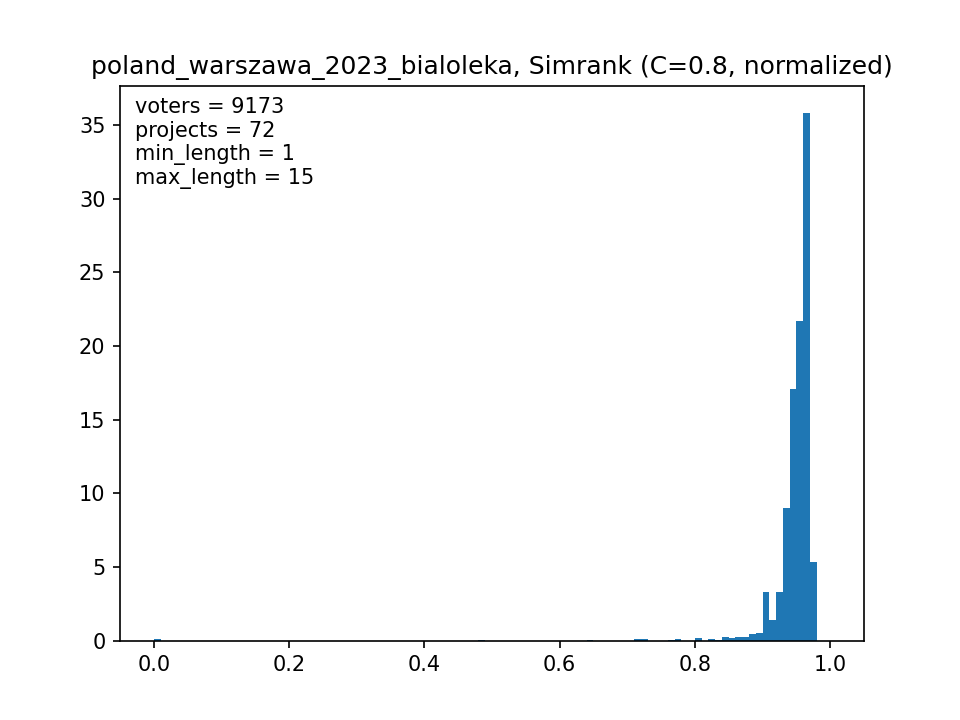 poland_warszawa_2023_bialoleka, Simrank (C=0.8, normalized)
voters = 9173
projects = 72
min_length = 1
max_length = 15
35
30
25
20
15
10
5
0
0.0 0.2 0.4 0.6 0.8 1.0